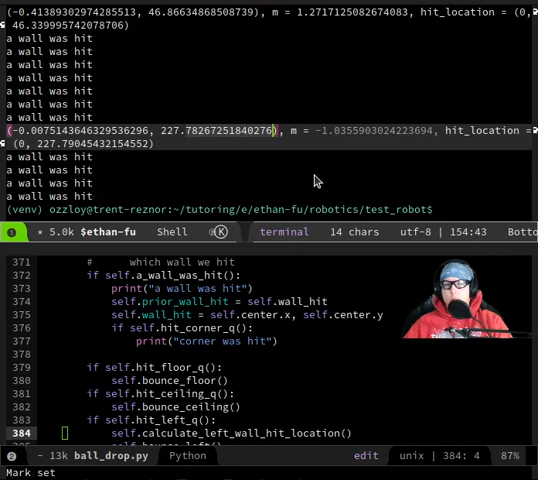 (-0.41389302974285513, 46.86634868508739), m = 1.2717125082674083, hit_location = (0,
46.339995742078706)
a wall was hit
a wall was hit
a wall was hit
a wall was hit
a wall was hit
a wall was hit
a wall was hit
(-0.0075143646329536296, 227.78267251840276), m = -1.0355903024223694, hit_location =
(0, 227.79045432154552)
a wall was hit
a wall was hit
a wall was hit
a wall was hit
(venv) ozzloy@trent-reznor:~/tutoring/e/ethan-fu/robotics/test_robot$
1 * 5.0k $ethan-fu Shell @K terminal 14 chars utf-8 | 154:43 Botto
371 # which wall we hit
372 if self.a_wall_was_hit():
373 print("a wall was hit")
374 self.prior_wall_hit = self.wall_hit
375 self.wall_hit = self.center.x, self.center.y
376 if self.hit_corner_q():
377 print("corner was hit")
378
379 if self.hit_floor_q():
380 self.bounce_floor()
381 if self.hit_ceiling_q():
382 self.bounce_ceiling()
383 if self.hit_left_q():
384 self.calculate_left_wall_hit_location()
2 - 13k ball_drop.py Python edit unix | 384: 4 87%
Mark set